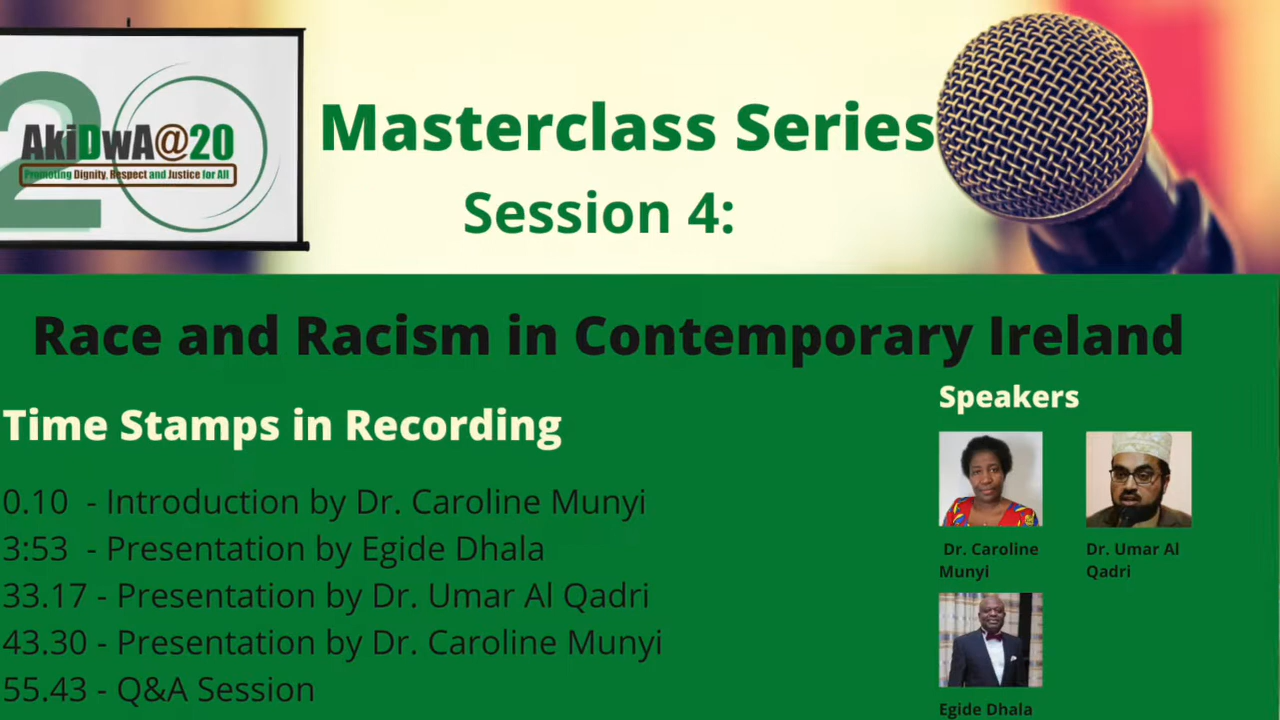 20
AkiDwA@20
Promoting Dignity, Respect and Justice for All
Masterclass Series
Session 4:
Race and Racism in Contemporary Ireland
Time Stamps in Recording
0.10 - Introduction by Dr. Caroline Munyi
3:53 - Presentation by Egide Dhala
33.17 - Presentation by Dr. Umar Al Qadri
43.30 - Presentation by Dr. Caroline Munyi
55.43 - Q&A Session
Speakers
Dr. Caroline
Munyi
Dr. Umar Al
Qadri
Egide Dhala